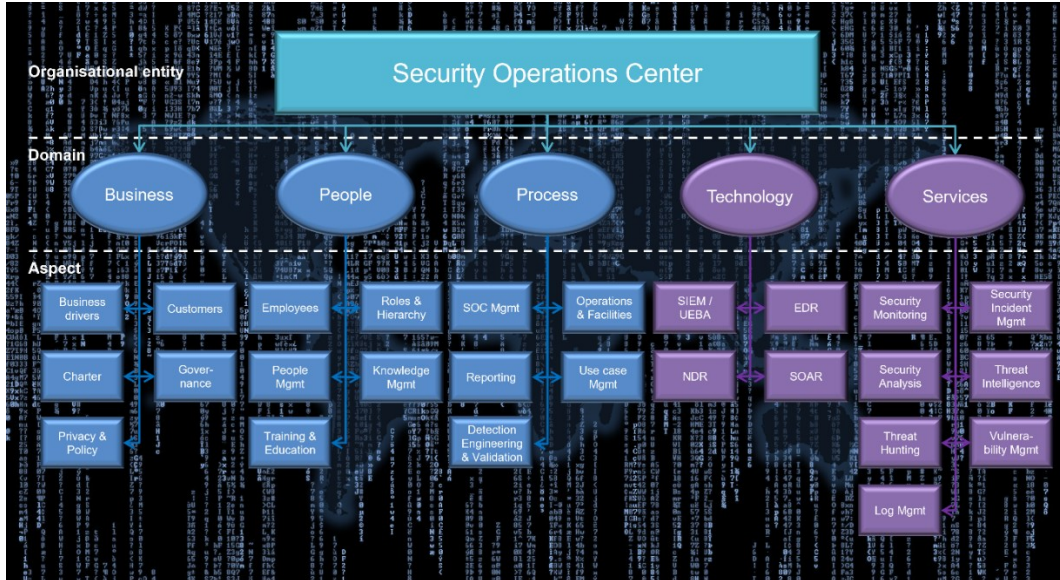 Security Operations Center
Organisational entity
Domain
Business
People
Process
Technology
Services
Aspect
Business
drivers
Customers
Employees
Roles &
Hierarchy
SOC Mgmt
Operations
& Facilities
SIEM /
UEBA
EDR
Security
Monitoring
Security
Incident
Mgmt
Charter
Gover-
nance
People
Mgmt
Knowledge
Mgmt
Reporting
Use case
Mgmt
NDR
SOAR
Security
Analysis
Threat
Intelligence
Privacy &
Policy
Training &
Education
Detection
Engineering
& Validation
Threat
Hunting
Vulnera-
bility Mgmt
Log Mgmt